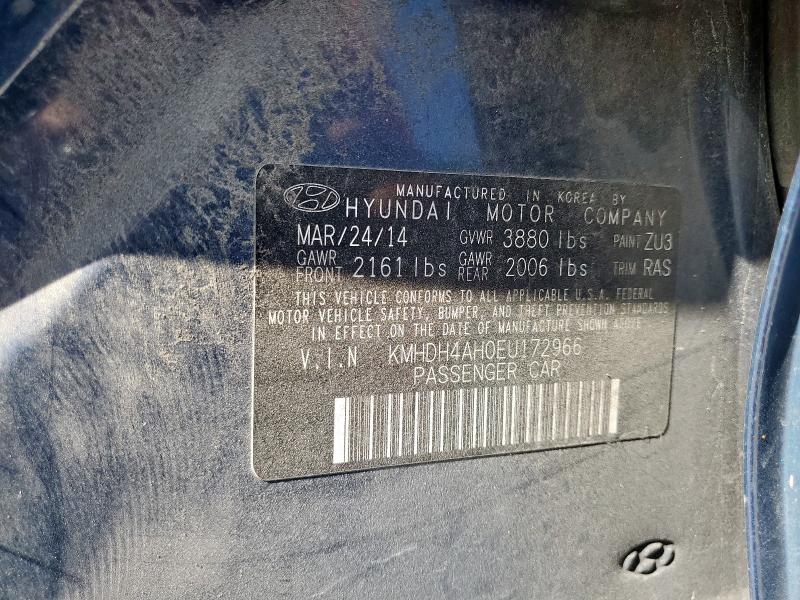 MANUFACTURED IN KOREA BY
HYUNDAI MOTOR COMPANY
MAR/24/14 GVWR 3880 lbs PAINT ZU3
GAWR FRONT 2161 lbs GAWR REAR 2006 lbs TRIM RAS
THIS VEHICLE CONFORMS TO ALL APPLICABLE U.S.A. FEDERAL
MOTOR VEHICLE SAFETY, BUMPER, AND THEFT PREVENTION STANDARDS
IN EFFECT ON THE DATE OF MANUFACTURE SHOWN ABOVE.
V.I.N KMHDH4AH0EU172966
PASSENGER CAR